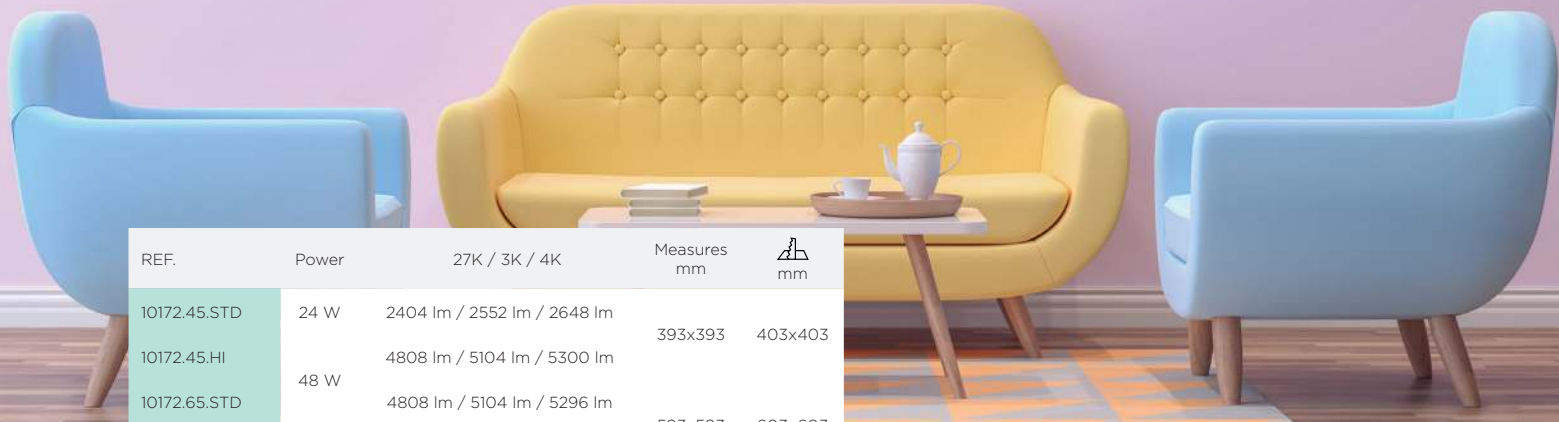 REF. Power 27K / 3K / 4K Measures mm mm
10172.45.STD 24 W 2404 lm / 2552 lm / 2648 lm
393x393 403x403
10172.45.HI 4808 lm / 5104 lm / 5300 lm
48 W
10172.65.STD 4808 lm / 5104 lm / 5296 lm